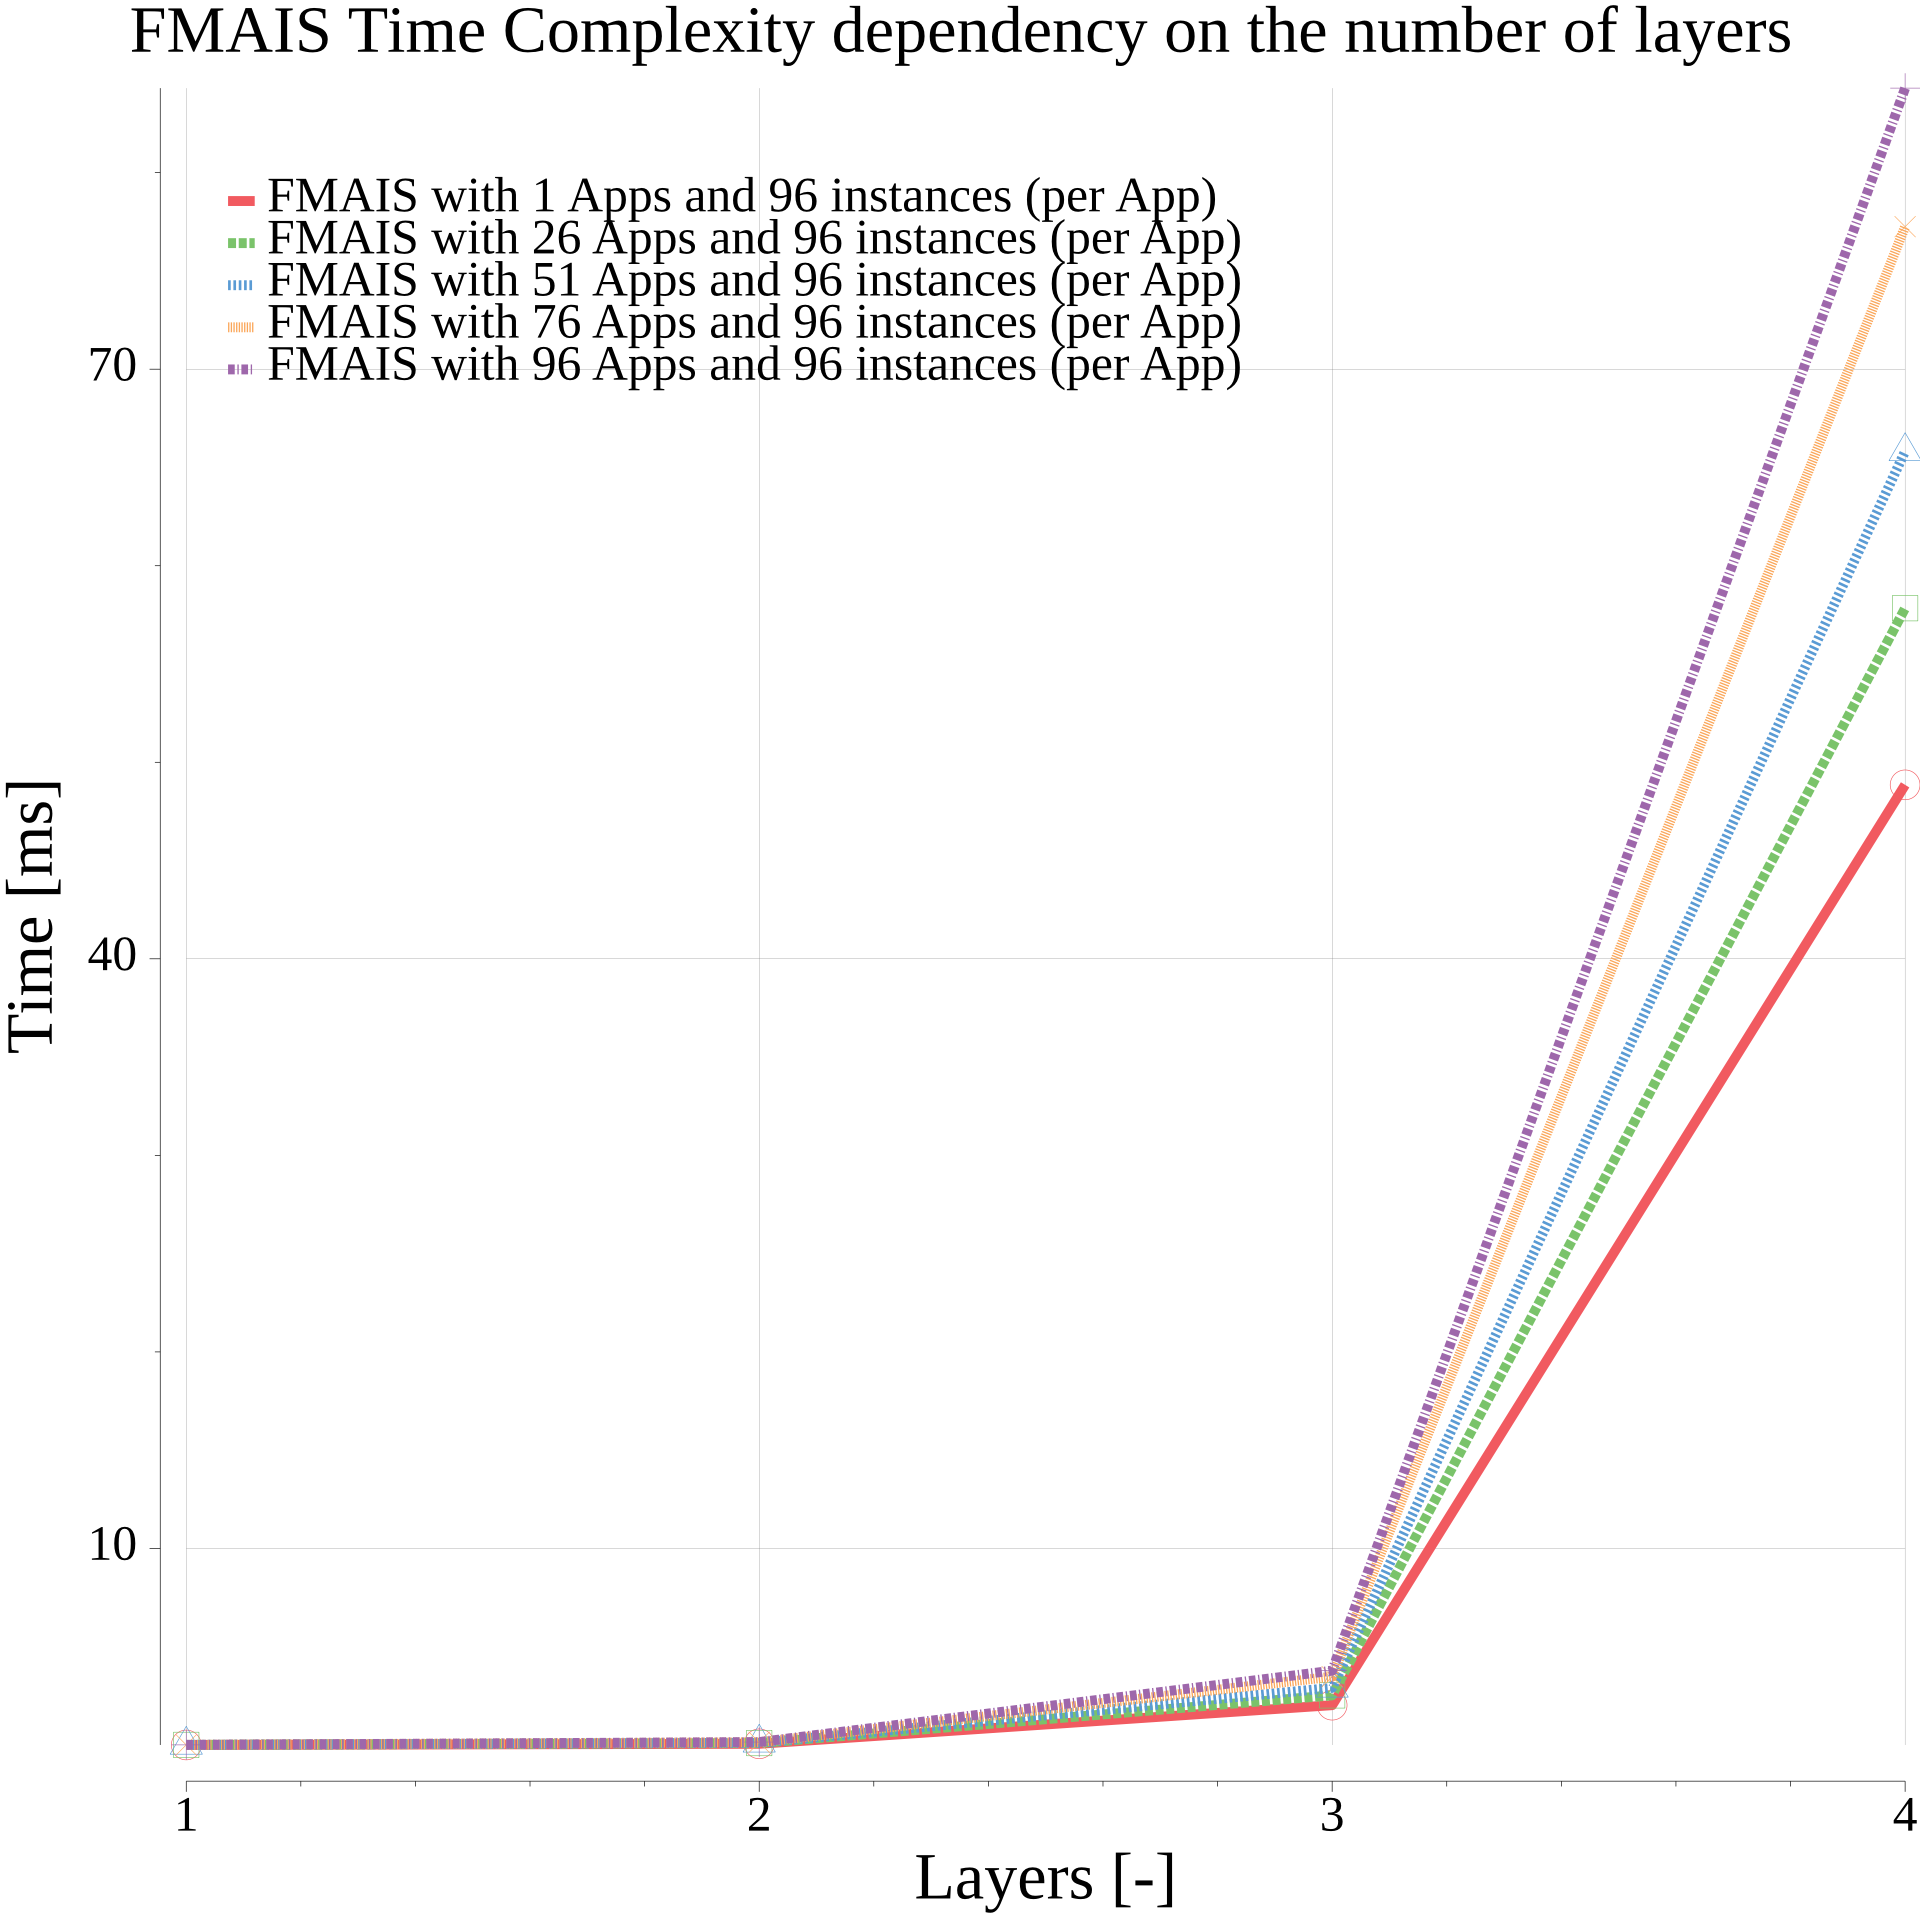 FMAIS Time Complexity dependency on the number of layers
FMAIS with 1 Apps and 96 instances (per App)
FMAIS with 26 Apps and 96 instances (per App)
FMAIS with 51 Apps and 96 instances (per App)
FMAIS with 76 Apps and 96 instances (per App)
FMAIS with 96 Apps and 96 instances (per App)
70
40
10
Time [ms]
1 2 3 4
Layers [-]